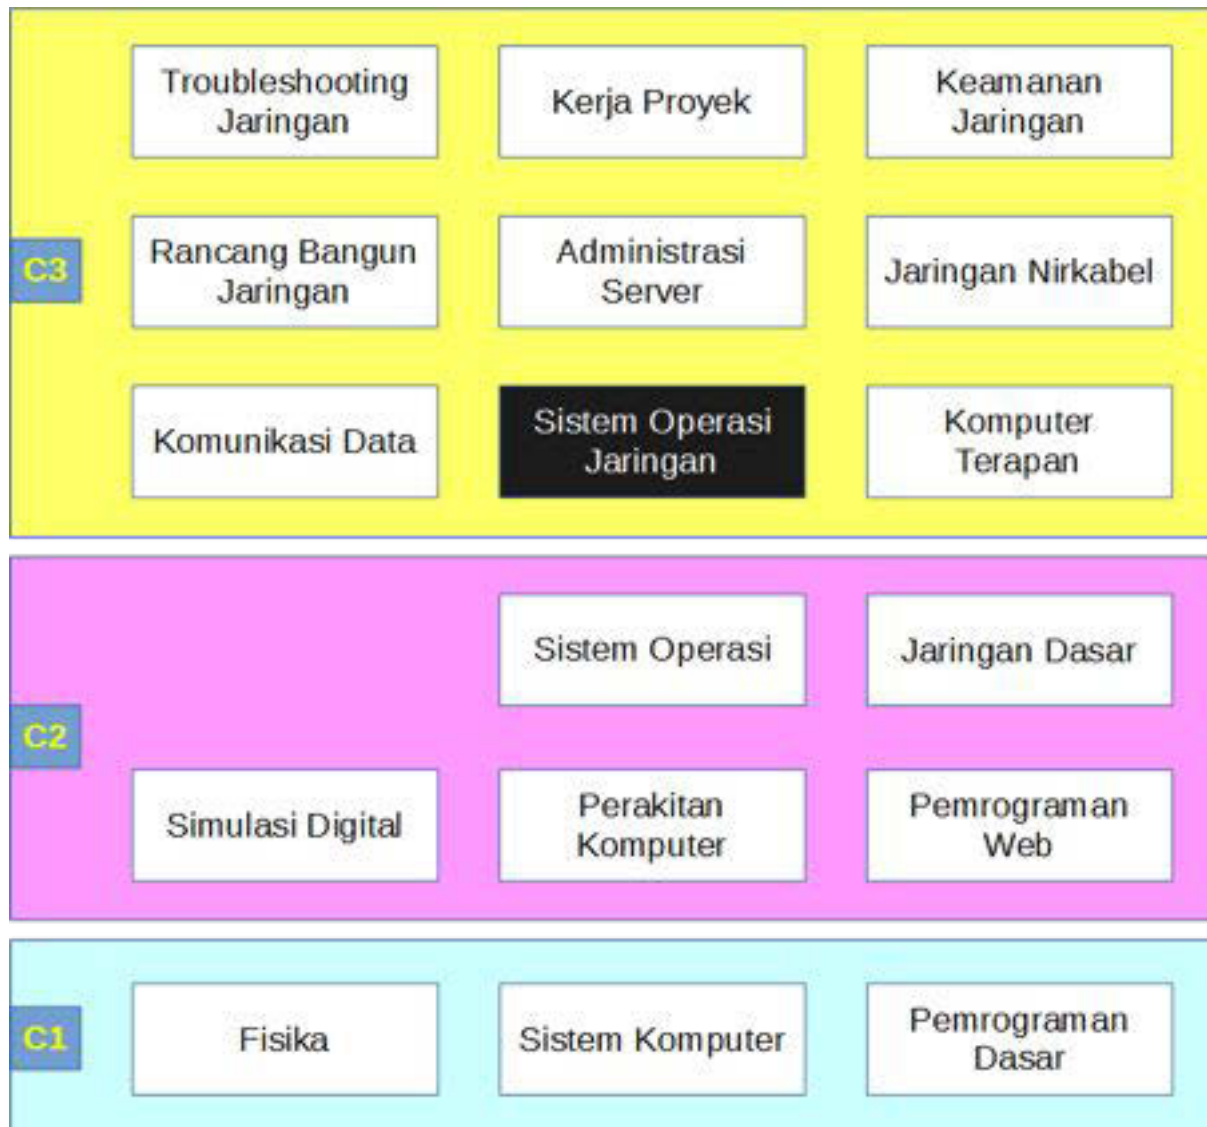 Troubleshooting
Jaringan
Kerja Proyek
Keamanan
Jaringan
C3
Rancang Bangun
Jaringan
Administrasi
Server
Jaringan Nirkabel
Komunikasi Data
Sistem Operasi
Jaringan
Komputer
Terapan
C2
Sistem Operasi
Jaringan Dasar
Simulasi Digital
Perakitan
Komputer
Pemrograman
Web
C1
Fisika
Sistem Komputer
Pemrograman
Dasar